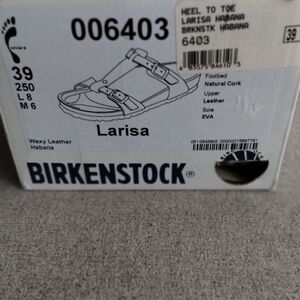 006403
HEEL TO TOE
LARISA HABANA
BRKNSTK HABANA
6403
39
39
250
L 8
M 6
Footbed
Natural Cork
Upper
Leather
Sole
EVA
Larisa
Waxy Leather
Habana
BIRKENSTOCK®